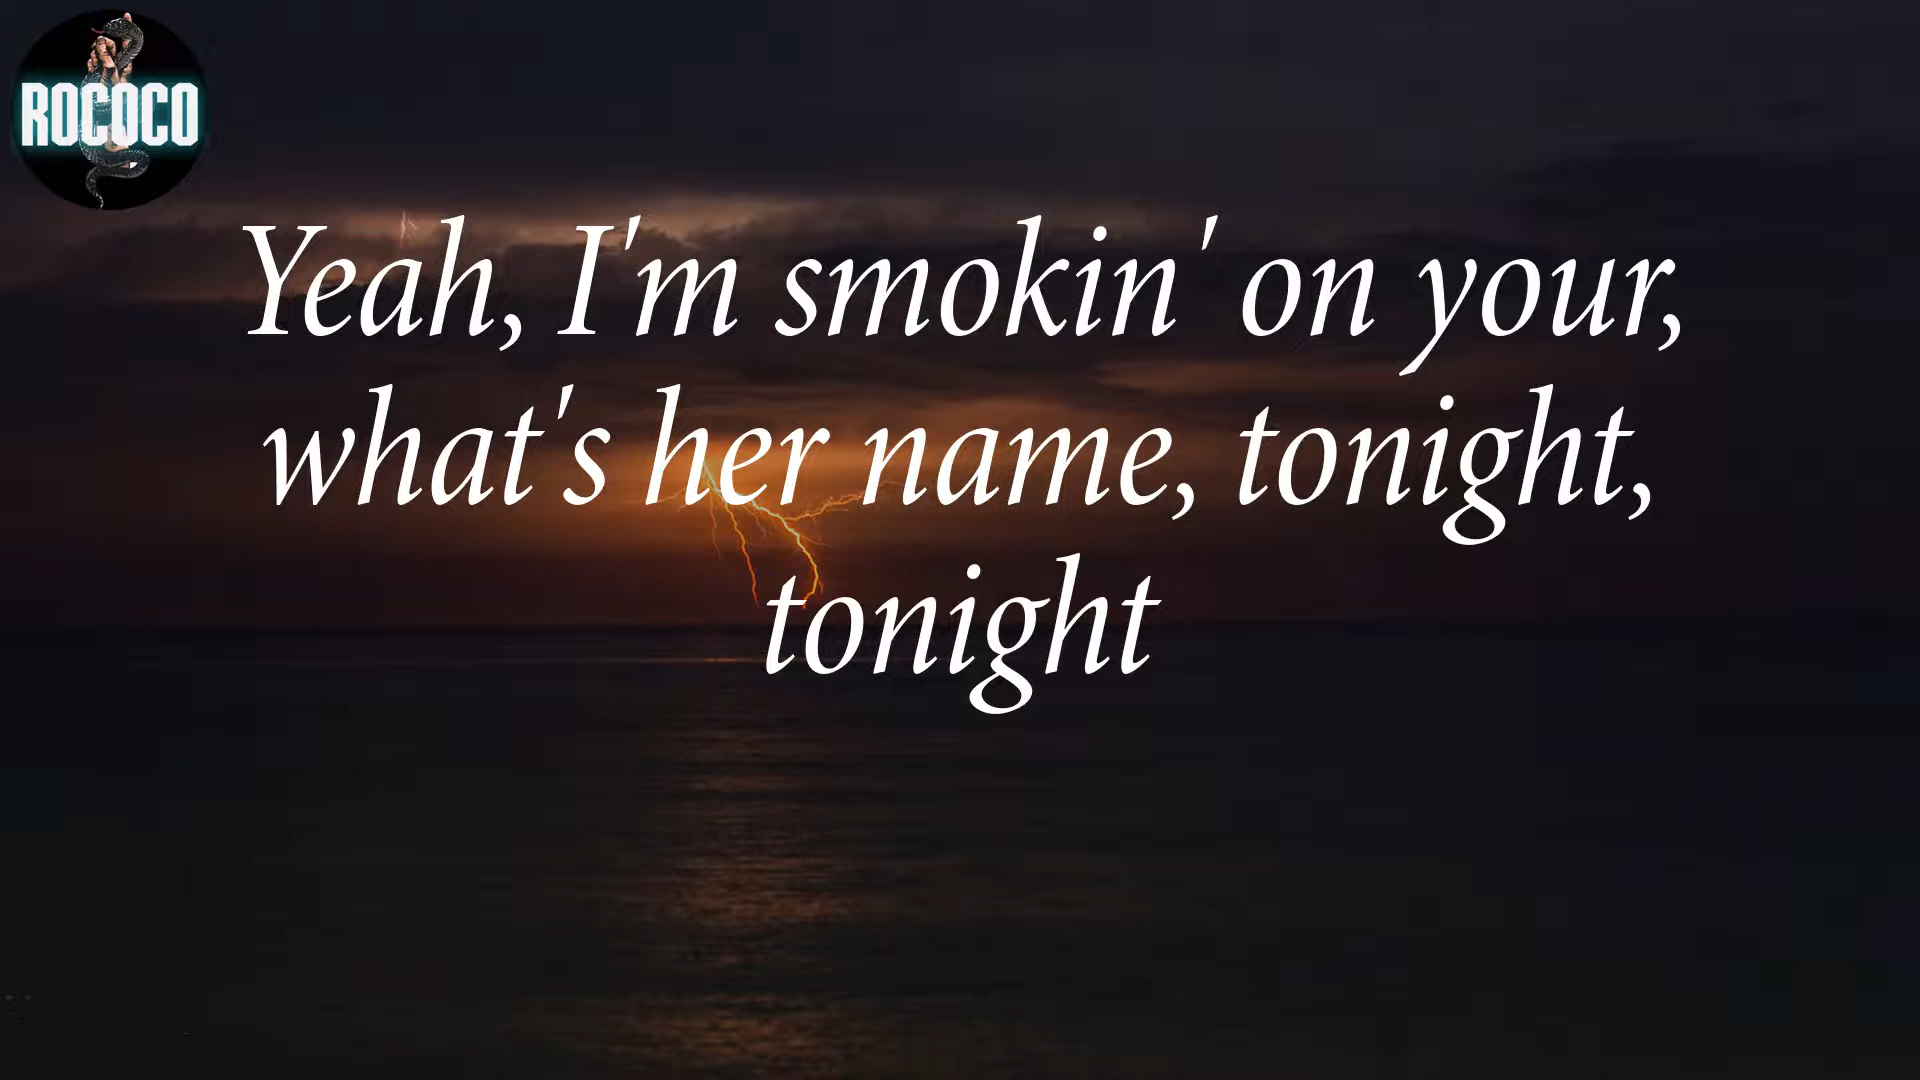 ROCOCO
Yeah, I'm smokin' on your,
what's her name, tonight,
tonight